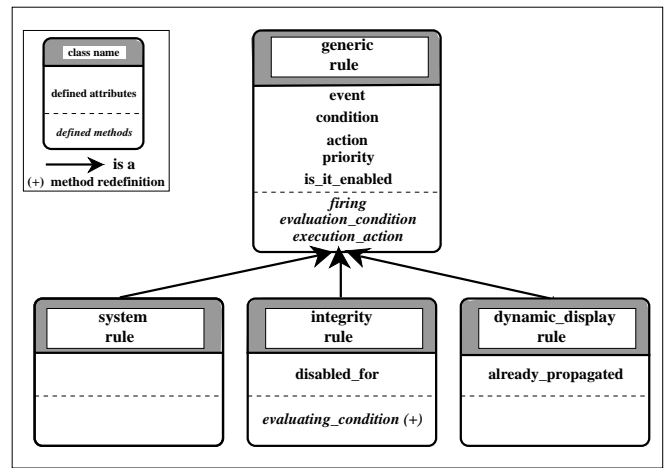 class name
defined attributes
defined methods
is a
(+) method redefinition
generic
rule
event
condition
action
priority
is_it_enabled
firing
evaluation_condition
execution_action
system
rule
integrity
rule
disabled_for
evaluating_condition (+)
dynamic_display
rule
already_propagated